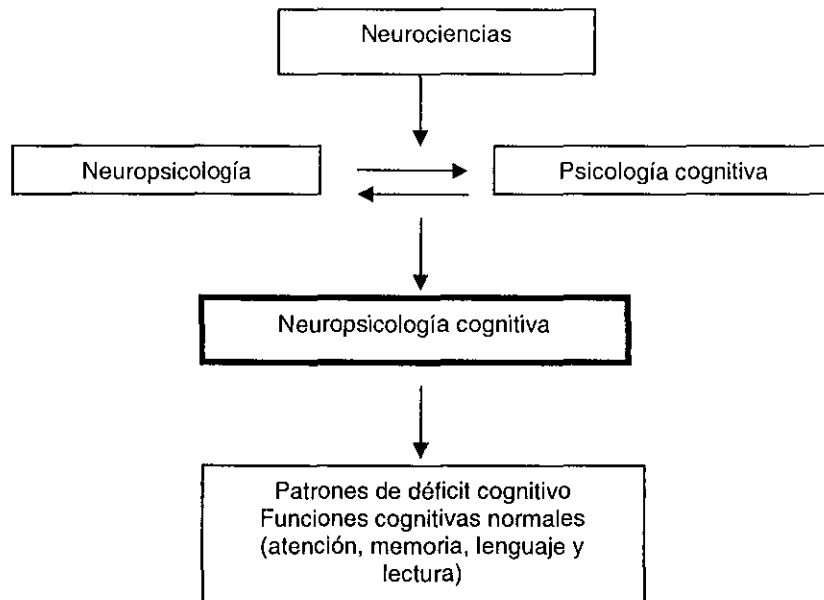 Neurociencias
Neuropsicología
Psicología cognitiva
Neuropsicología cognitiva
Patrones de déficit cognitivo
Funciones cognitivas normales
(atención, memoria, lenguaje y
lectura)